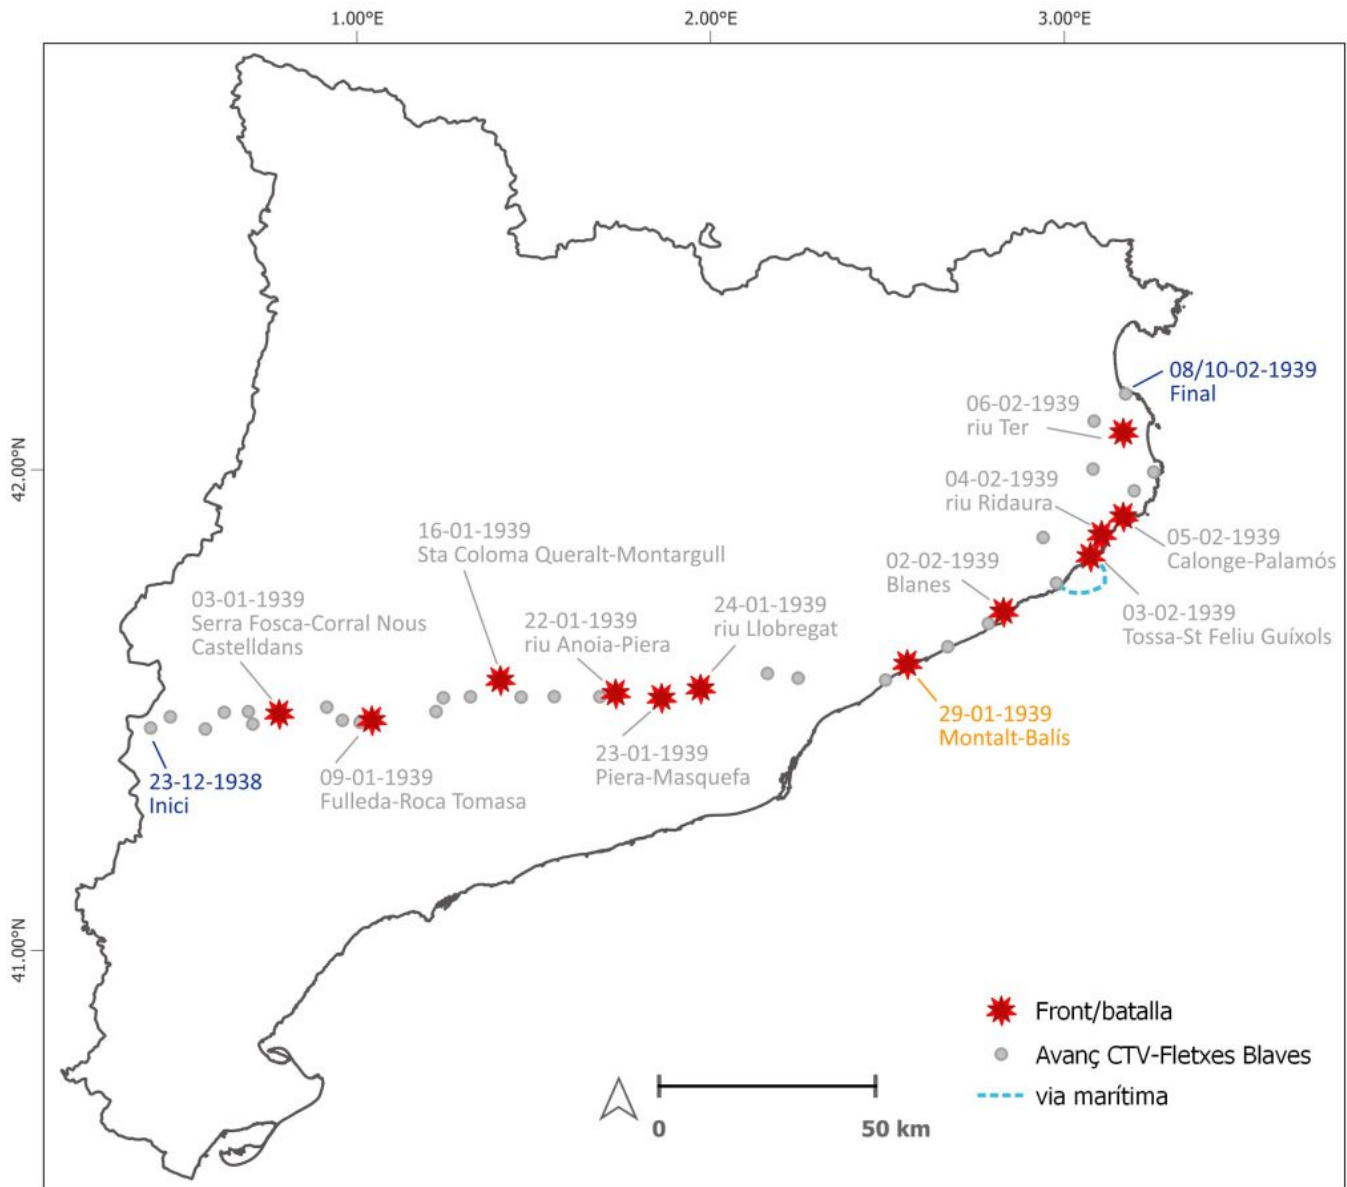 1.00°E
2.00°E
3.00°E
42.00°N
41.00°N
08/10-02-1939
Final
06-02-1939
riu Ter
04-02-1939
riu Ridaura
05-02-1939
Calonge-Palamós
16-01-1939
Sta Coloma Queralt-Montargull
02-02-1939
Blanes
03-01-1939
Serra Fosca-Corral Nous
Castelldans
22-01-1939
riu Anoia-Piera
24-01-1939
riu Llobregat
03-02-1939
Tossa-St Feliu Guíxols
29-01-1939
Montalt-Balís
23-12-1938
Inici
09-01-1939
Fulleda-Roca Tomasa
23-01-1939
Piera-Masquefa
Front/batalla
Avanç CTV-Fletxes Blaves
via marítima
0
50 km